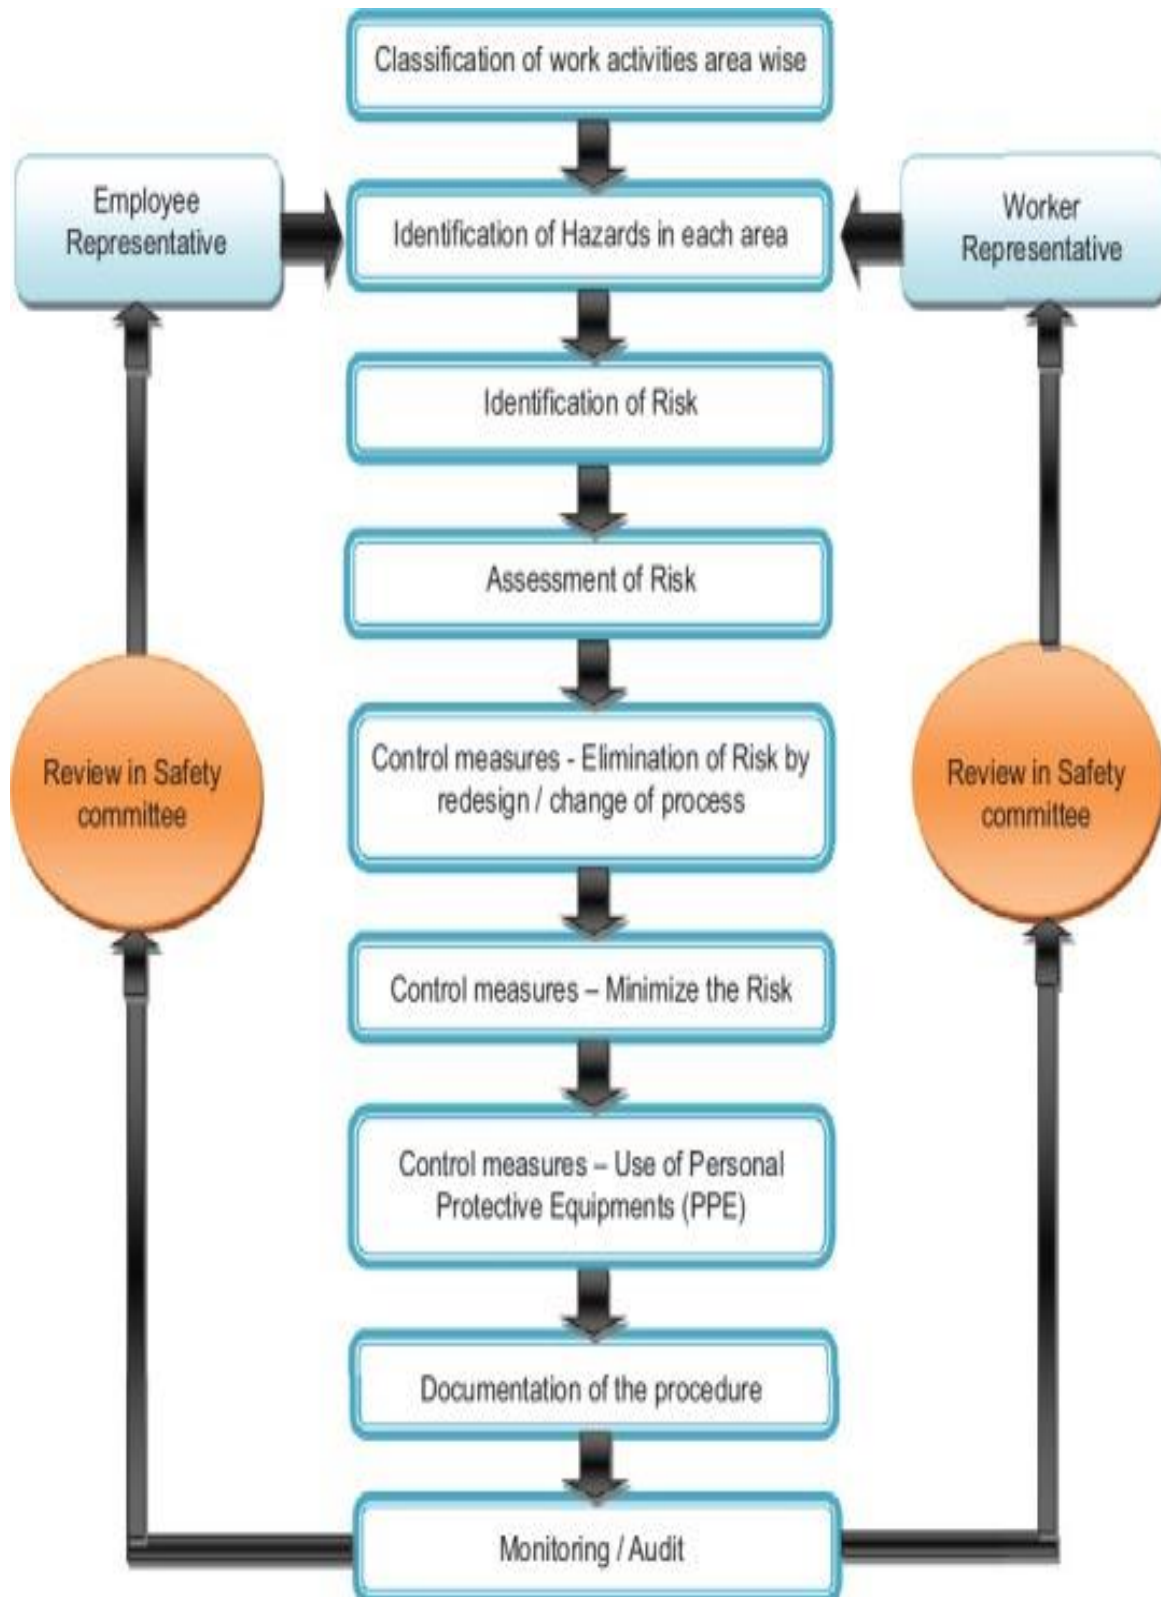 Classification of work activities area wise
Employee
Representative
Identification of Hazards in each area
Worker
Representative
Identification of Risk
Assessment of Risk
Control measures - Elimination of Risk by
redesign / change of process
Review in Safety
committee
Review in Safety
committee
Control measures – Minimize the Risk
Control measures – Use of Personal
Protective Equipments (PPE)
Documentation of the procedure
Monitoring / Audit